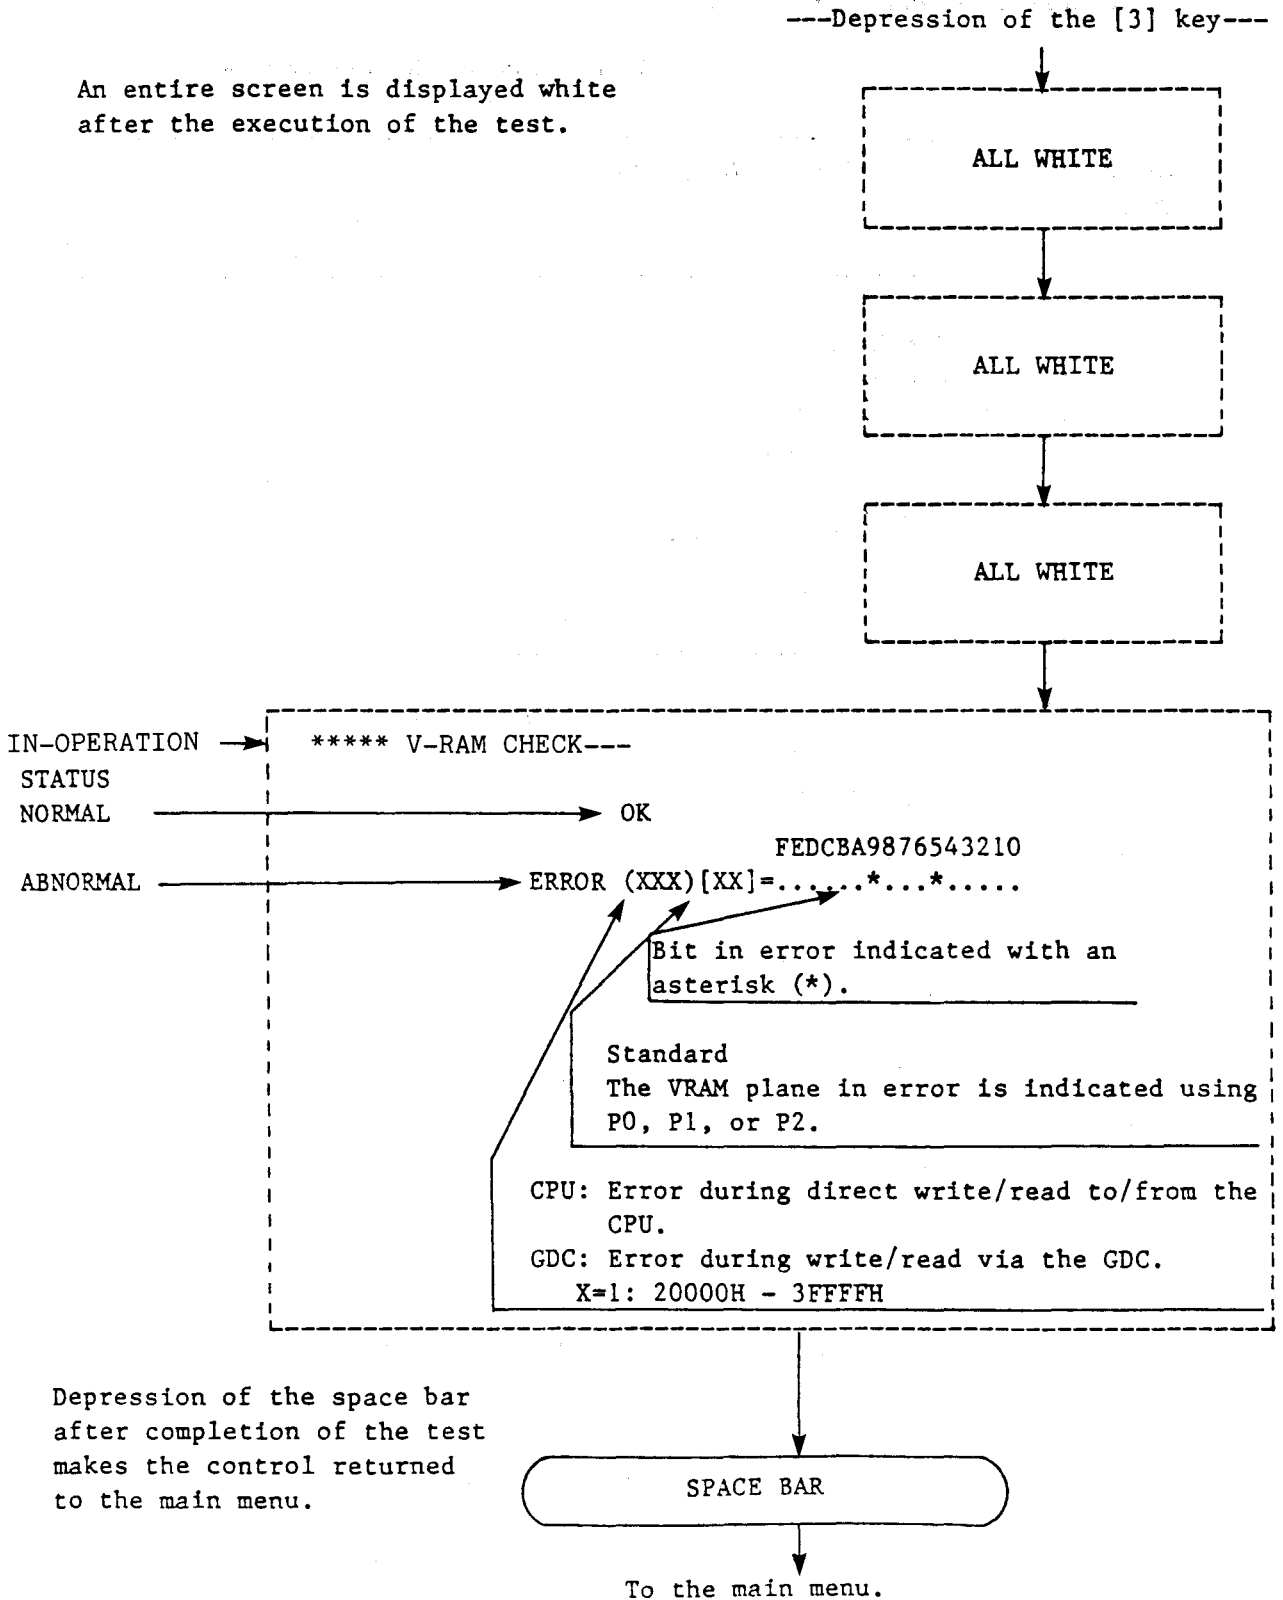 ---Depression of the [3] key---
An entire screen is displayed white
after the execution of the test.
ALL WHITE
ALL WHITE
ALL WHITE
IN-OPERATION
STATUS
***** V-RAM CHECK---
NORMAL
OK
FEDCBA9876543210
ABNORMAL
ERROR (XXX)[XX]=......*...*.....
Bit in error indicated with an
asterisk (*).
Standard
The VRAM plane in error is indicated using
P0, P1, or P2.
CPU: Error during direct write/read to/from the
CPU.
GDC: Error during write/read via the GDC.
X=1: 20000H - 3FFFFH
Depression of the space bar
after completion of the test
makes the control returned
to the main menu.
SPACE BAR
To the main menu.